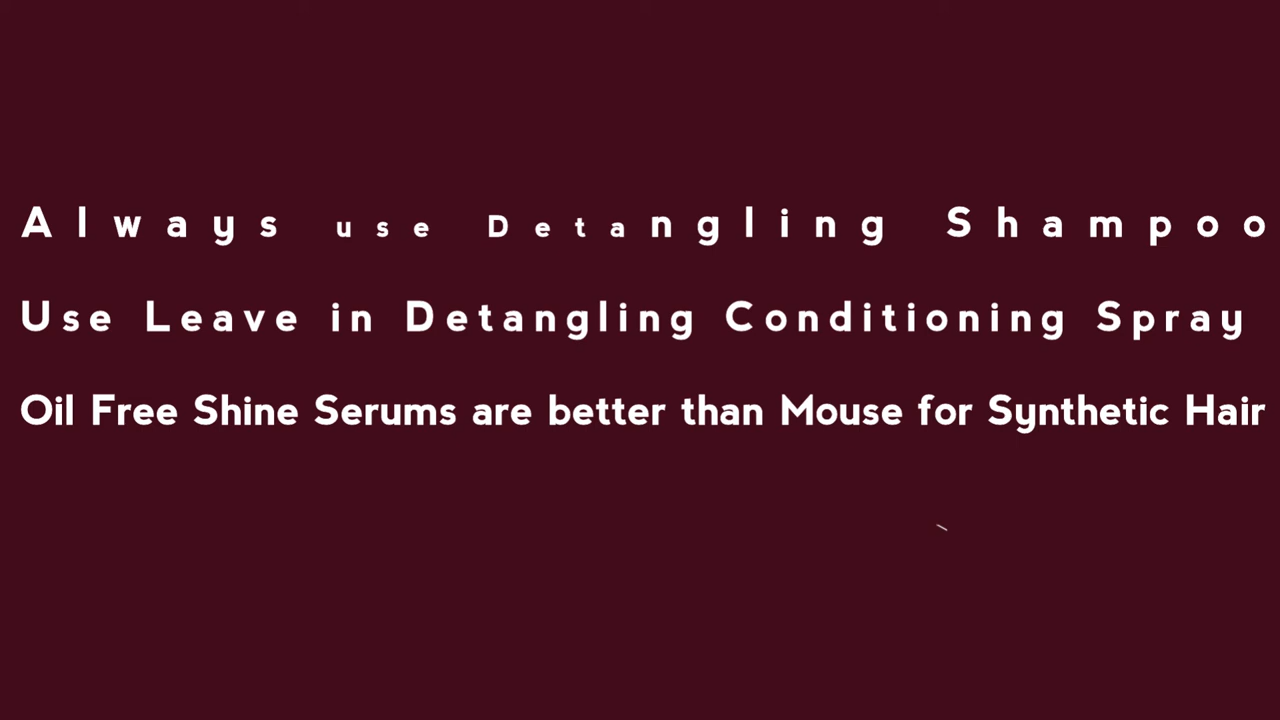 Always use Detangling Shampoo
Use Leave in Detangling Conditioning Spray
Oil Free Shine Serums are better than Mouse for Synthetic Hair